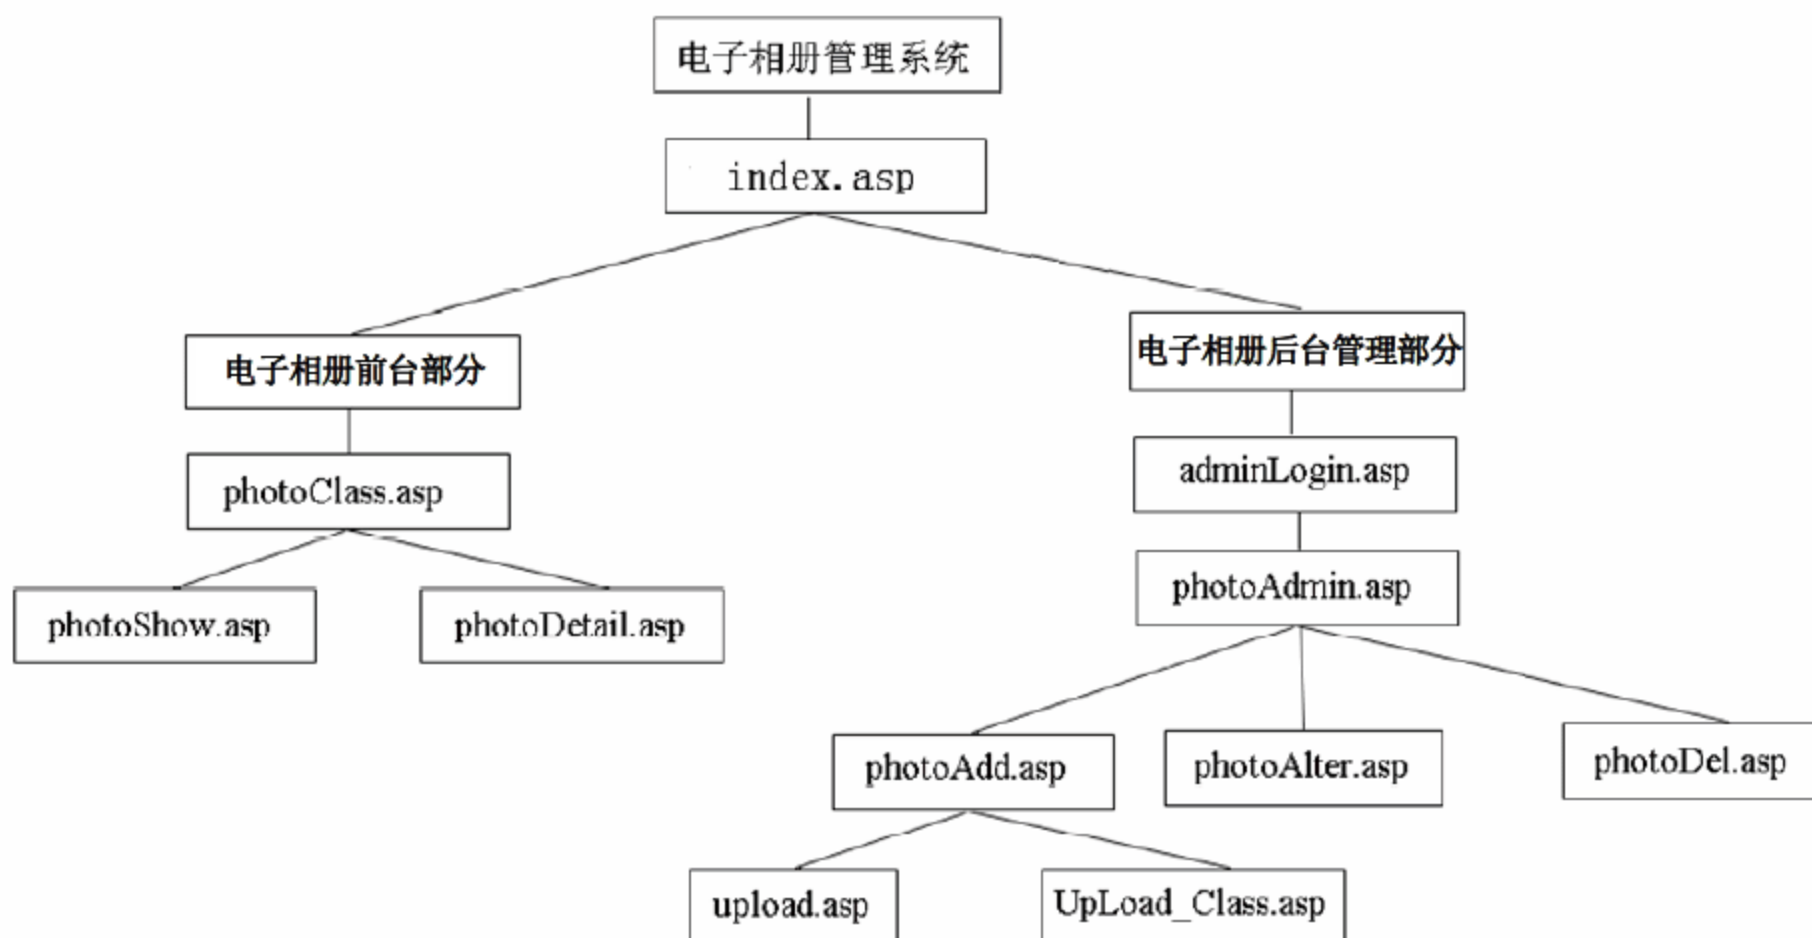 电子相册管理系统
index.asp
电子相册前台部分
电子相册后台管理部分
photoClass.asp
adminLogin.asp
photoAdmin.asp
photoShow.asp
photoDetail.asp
photoAdd.asp
photoAlter.asp
photoDel.asp
upload.asp
UpLoad_Class.asp